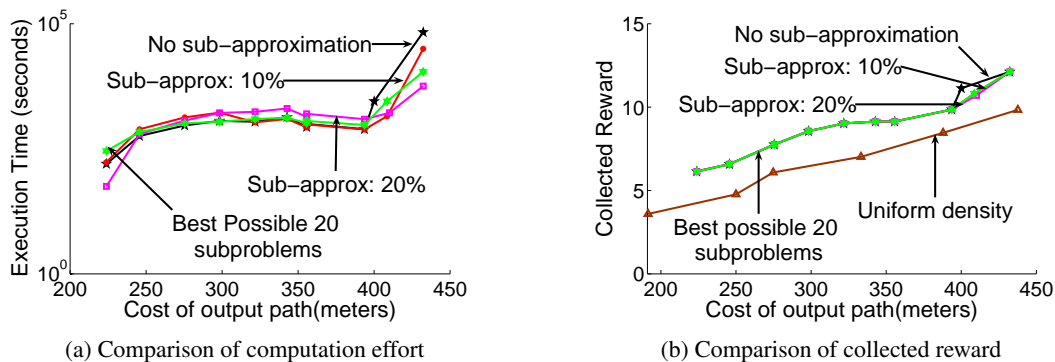 10^5
No sub−approximation
Sub−approx: 10%
Sub−approx: 20%
Best Possible 20
subproblems
10^0
200 250 300 350 400 450
Execution Time (seconds)
Cost of output path(meters)
(a) Comparison of computation effort
15
10
5
0
No sub−approximation
Sub−approx: 10%
Sub−approx: 20%
Best possible 20
subproblems
Uniform density
200 250 300 350 400 450
Collected Reward
Cost of output path(meters)
(b) Comparison of collected reward